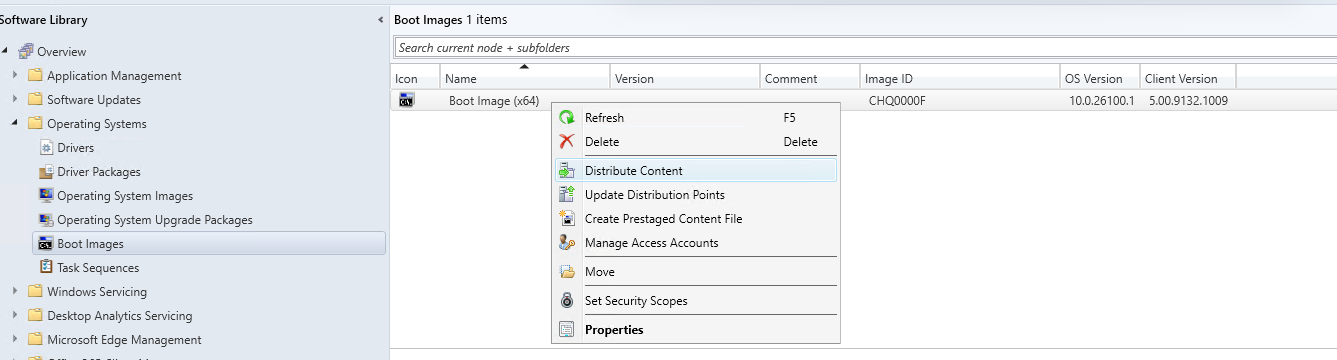 Software Library
Overview
Application Management
Software Updates
Operating Systems
Drivers
Driver Packages
Operating System Images
Operating System Upgrade Packages
Boot Images
Task Sequences
Windows Servicing
Desktop Analytics Servicing
Microsoft Edge Management
Boot Images 1 items
Search current node + subfolders
Icon Name Version Comment Image ID OS Version Client Version
Boot Image (x64) CHQ0000F 10.0.26100.1 5.00.9132.1009
Refresh F5
Delete Delete
Distribute Content
Update Distribution Points
Create Prestaged Content File
Manage Access Accounts
Move
Set Security Scopes
Properties